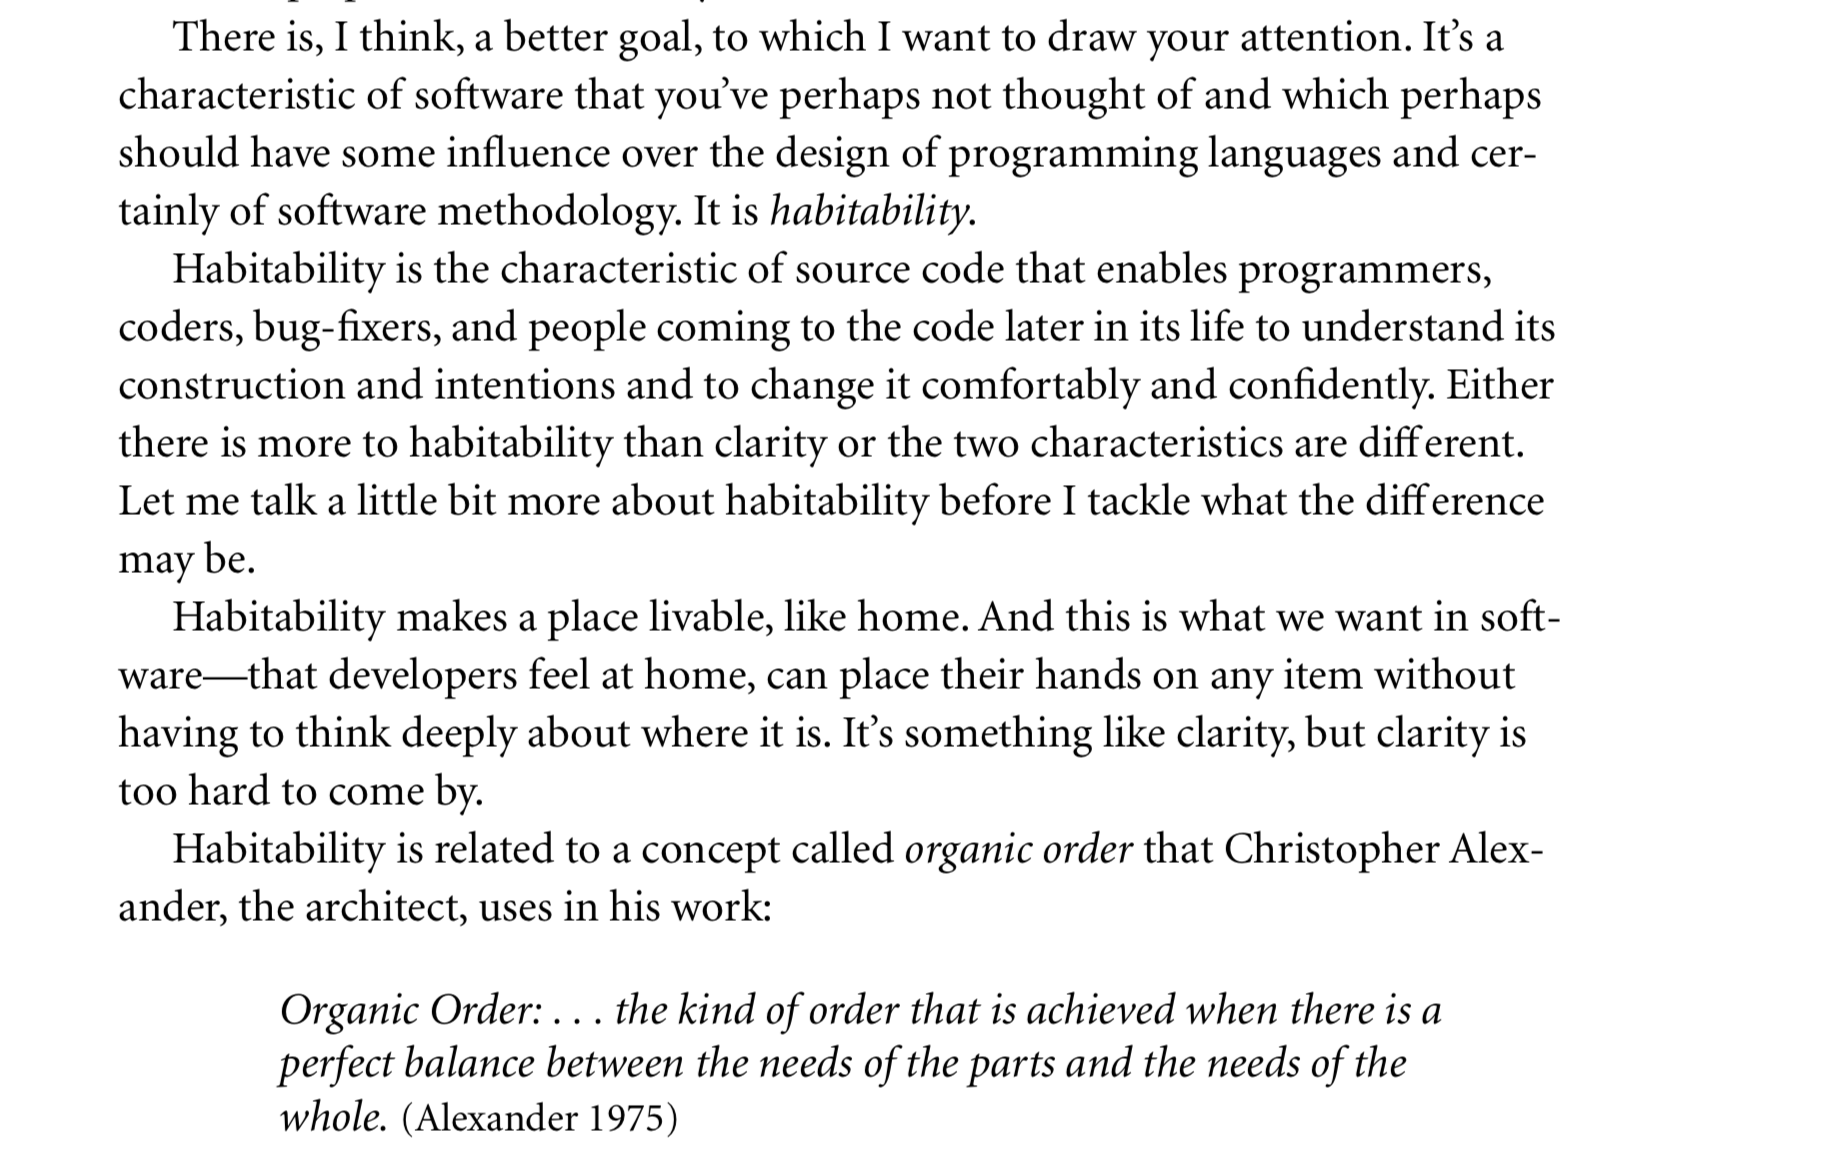 There is, I think, a better goal, to which I want to draw your attention. It’s a
characteristic of software that you’ve perhaps not thought of and which perhaps
should have some influence over the design of programming languages and cer-
tainly of software methodology. It is habitability.
Habitability is the characteristic of source code that enables programmers,
coders, bug-fixers, and people coming to the code later in its life to understand its
construction and intentions and to change it comfortably and confidently. Either
there is more to habitability than clarity or the two characteristics are different.
Let me talk a little bit more about habitability before I tackle what the difference
may be.
Habitability makes a place livable, like home. And this is what we want in soft-
ware—that developers feel at home, can place their hands on any item without
having to think deeply about where it is. It’s something like clarity, but clarity is
too hard to come by.
Habitability is related to a concept called organic order that Christopher Alex-
ander, the architect, uses in his work:
Organic Order: . . . the kind of order that is achieved when there is a
perfect balance between the needs of the parts and the needs of the
whole. (Alexander 1975)